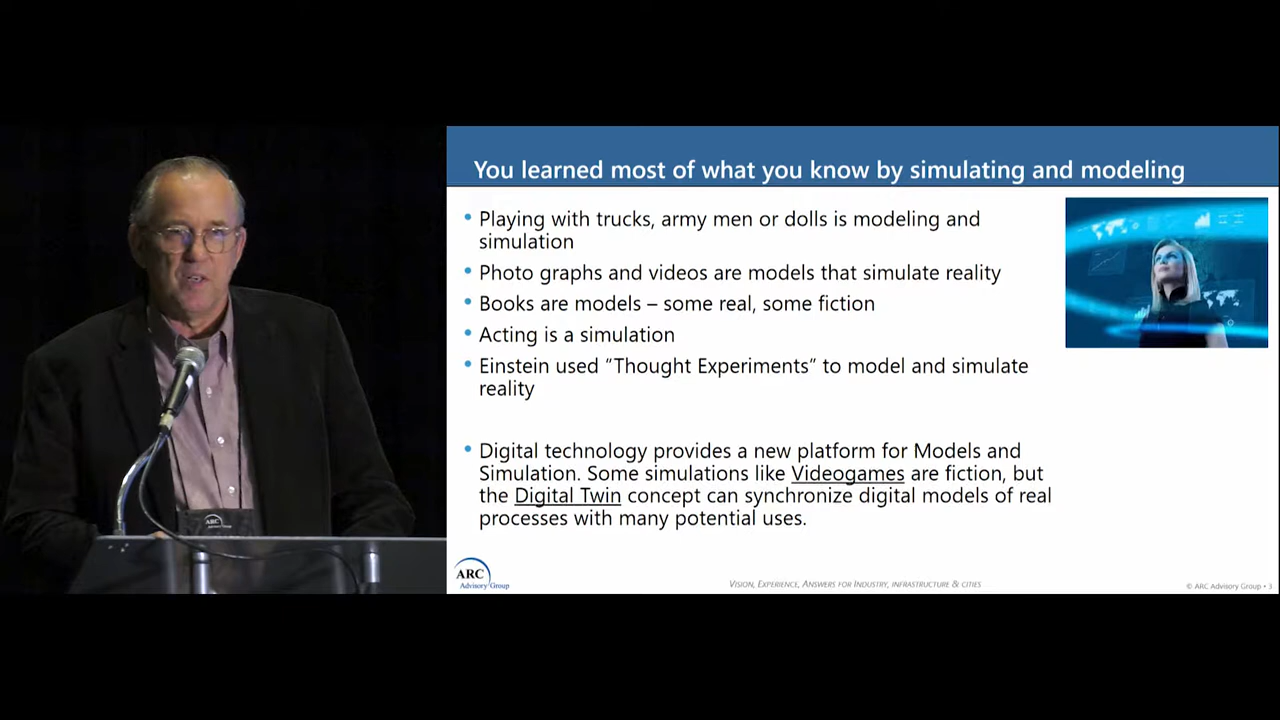 You learned most of what you know by simulating and modeling
• Playing with trucks, army men or dolls is modeling and
simulation
• Photo graphs and videos are models that simulate reality
• Books are models – some real, some fiction
• Acting is a simulation
• Einstein used “Thought Experiments” to model and simulate
reality
• Digital technology provides a new platform for Models and
Simulation. Some simulations like Videogames are fiction, but
the Digital Twin concept can synchronize digital models of real
processes with many potential uses.
ARC
Advisory Group
ARC
Advisory Group
VISION, EXPERIENCE, ANSWERS FOR INDUSTRY, INFRASTRUCTURE & CITIES
© ARC Advisory Group • 3